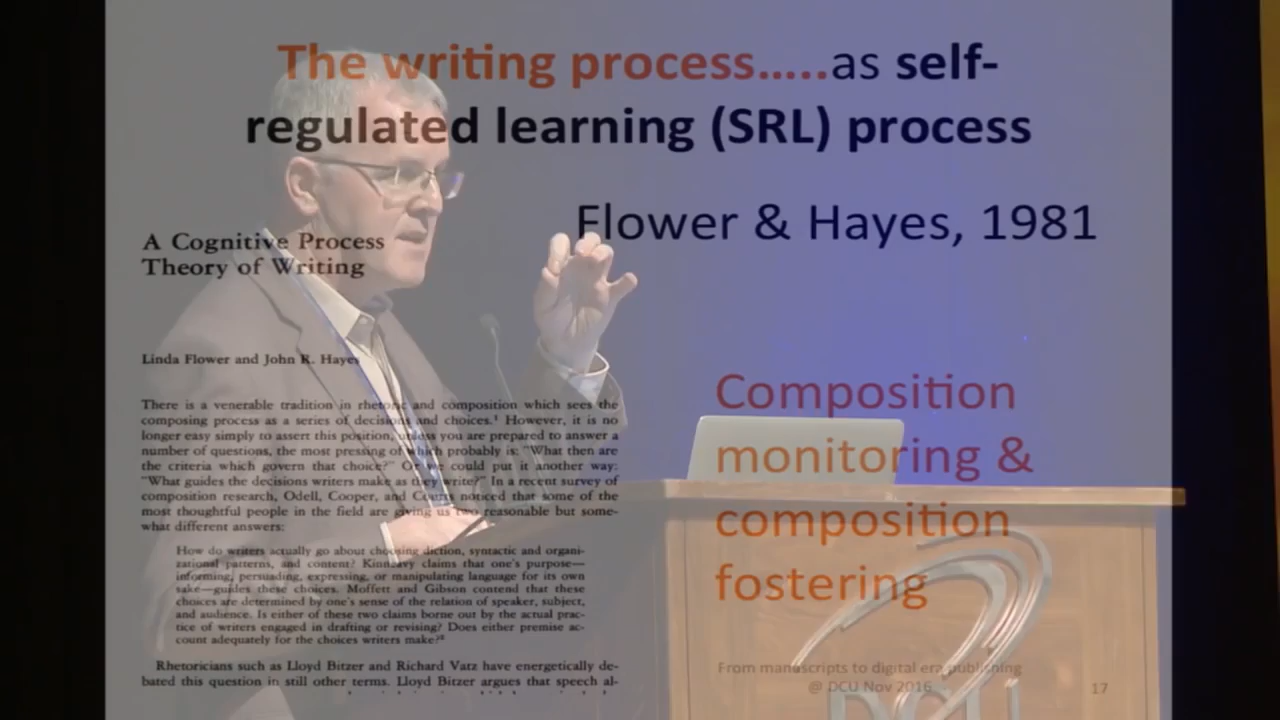 The writing process…..as self-
regulated learning (SRL) process
Flower & Hayes, 1981
A Cognitive Process
Theory of Writing
Linda Flower and John R. Hayes
There is a venerable tradition in rhetoric and composition which sees the
composing process as a series of decisions and choices.¹ However, it is no
longer easy simply to assert this position, unless you are prepared to answer a
number of questions, the most pressing of which probably is: "What then are
the criteria which govern that choice?" Or we could put it another way:
"What guides the decisions writers make as they write?" In a recent survey of
composition research, Odell, Cooper, and Courts noticed that some of the
most thoughtful people in the field are giving us two reasonable but some-
what different answers:
How do writers actually go about choosing diction, syntactic and organi-
zational patterns, and content? Kinneavy claims that one's purpose—
informing, persuading, expressing, or manipulating language for its own
sake—guides these choices. Moffett and Gibson contend that these
choices are determined by one's sense of the relation of speaker, subject,
and audience. Is either of these two claims borne out by the actual prac-
tice of writers engaged in drafting or revising? Does either premise ac-
count adequately for the choices writers make?²
Rhetoricians such as Lloyd Bitzer and Richard Vatz have energetically de-
bated this question in still other terms. Lloyd Bitzer argues that speech al-
Composition
monitoring &
composition
fostering
From manuscripts to digital era publishing
@ DCU Nov 2016
17
DCU